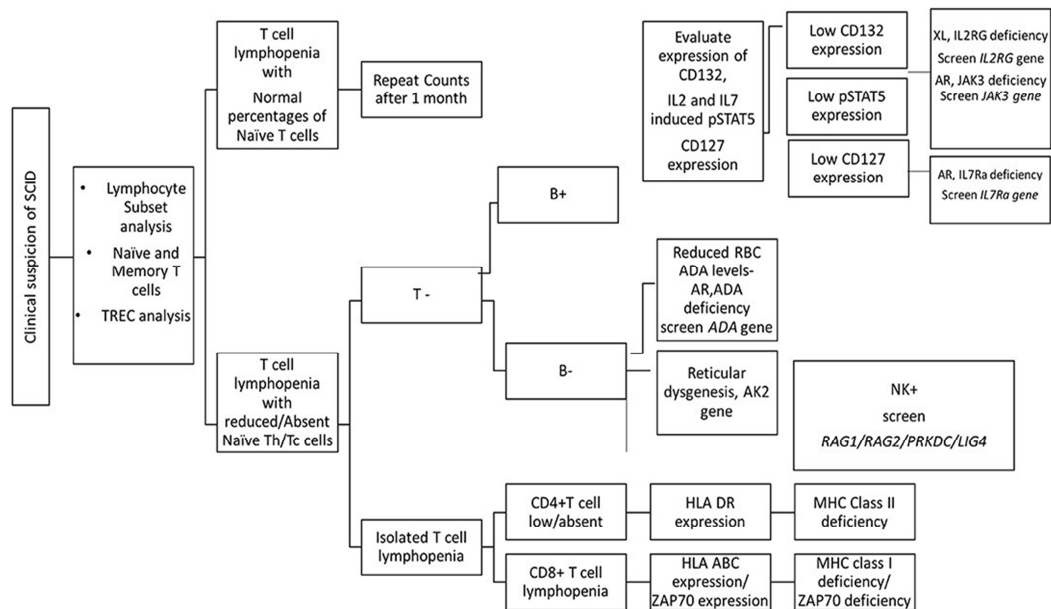 Clinical suspicion of SCID
• Lymphocyte
Subset
analysis
• Naïve and
Memory T
cells
• TREC analysis
T cell
lymphopenia
with
Normal
percentages of
Naïve T cells
Repeat Counts
after 1 month
T cell
lymphopenia
with
reduced/Absent
Naïve Th/Tc cells
T -
B+
Evaluate
expression of
CD132,
IL2 and IL7
induced pSTAT5
CD127
expression
Low CD132
expression
Low pSTAT5
expression
Low CD127
expression
XL, IL2RG deficiency
Screen IL2RG gene
AR, JAK3 deficiency
Screen JAK3 gene
AR, IL7Ra deficiency
Screen IL7Ra gene
B-
Reduced RBC
ADA levels-
AR,ADA
deficiency
screen ADA gene
Reticular
dysgenesis, AK2
gene
NK+
screen
RAG1/RAG2/PRKDC/LIG4
Isolated T cell
lymphopenia
CD4+T cell
low/absent
HLA DR
expression
MHC Class II
deficiency
CD8+ T cell
lymphopenia
HLA ABC
expression/
ZAP70 expression
MHC class I
deficiency/
ZAP70 deficiency